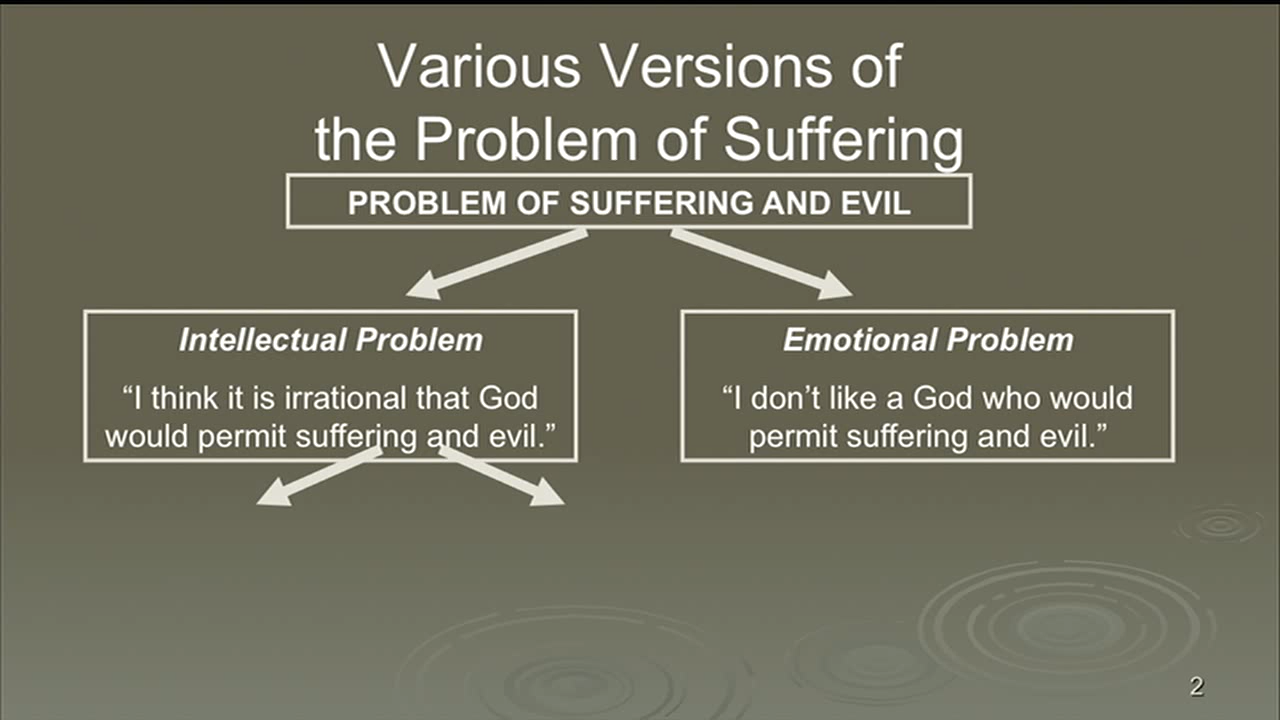 Various Versions of
the Problem of Suffering
PROBLEM OF SUFFERING AND EVIL
Intellectual Problem
“I think it is irrational that God
would permit suffering and evil.”
Emotional Problem
“I don’t like a God who would
permit suffering and evil.”
2